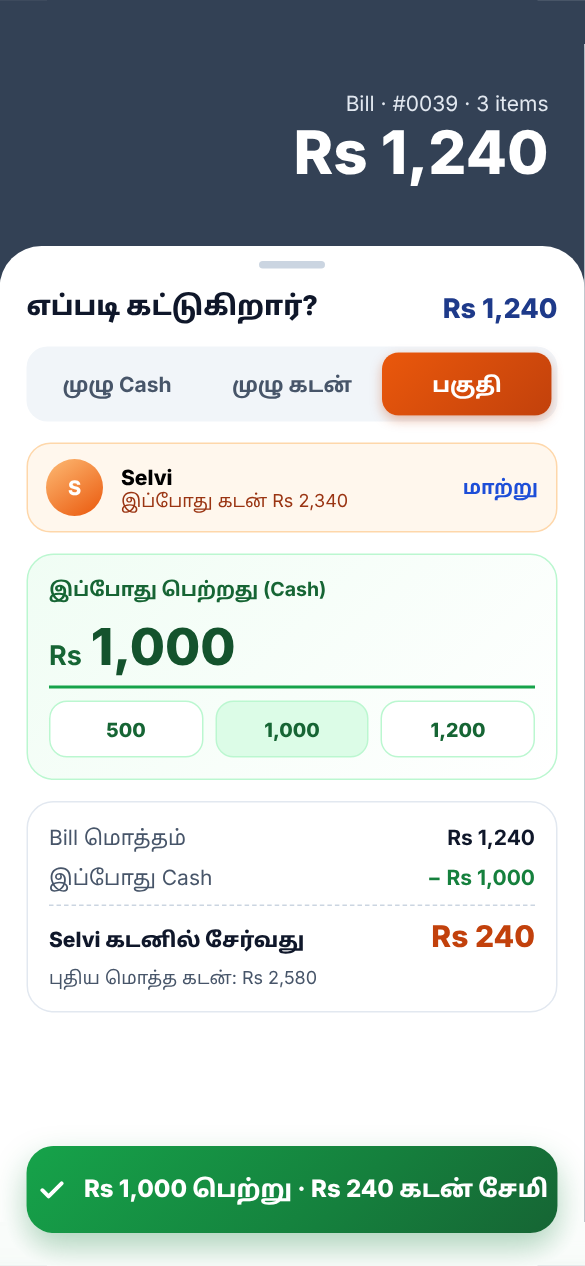 Bill · #0039 · 3 items
Rs 1,240
எப்படி கட்டுகிறார்? Rs 1,240
முழு Cash முழு கடன் பகுதி
S Selvi
இப்போது கடன் Rs 2,340 மாற்று
இப்போது பெற்றது (Cash)
Rs 1,000
500 1,000 1,200
Bill மொத்தம் Rs 1,240
இப்போது Cash – Rs 1,000
Selvi கடனில் சேர்வது Rs 240
புதிய மொத்த கடன்: Rs 2,580
✓ Rs 1,000 பெற்று · Rs 240 கடன் சேமி